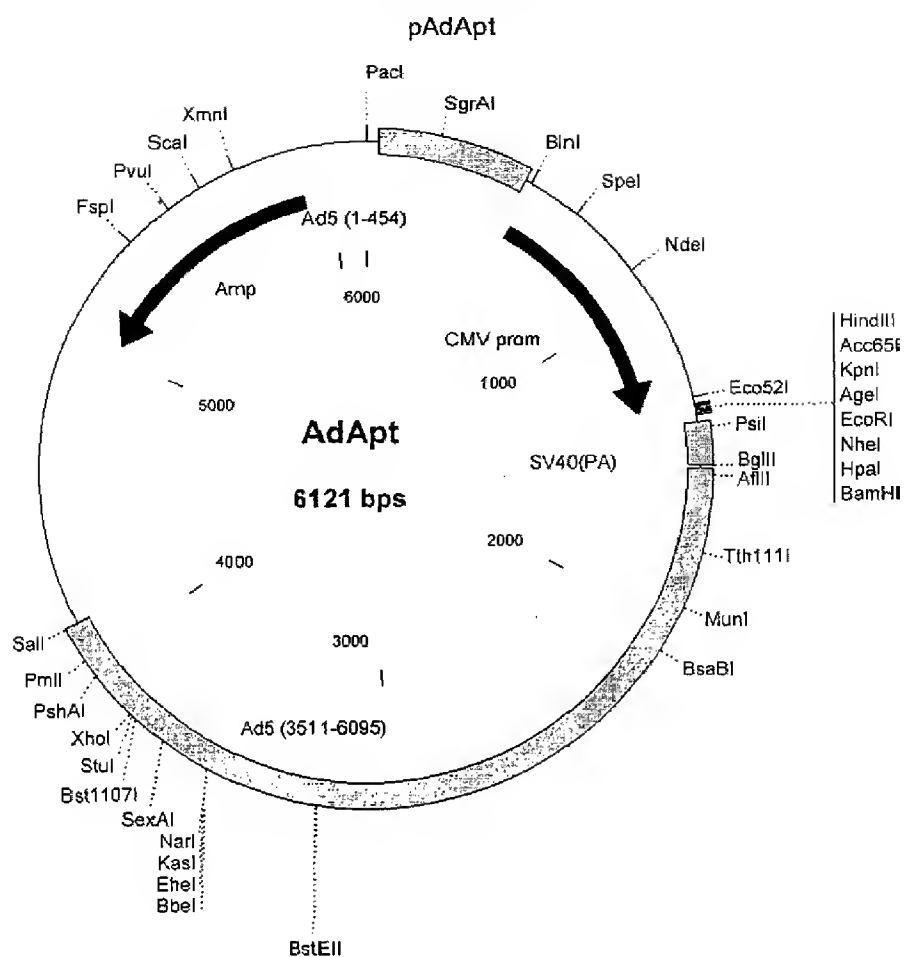 pAdApt
PacI
SgrAI
XmnI
BlnI
ScaI
SpeI
PvuI
FspI
Ad5 (1-454)
NdeI
Amp
6000
HindIII
CMV prom
Acc65I
KpnI
1000
Eco52I
AgeI
5000
PsiI
EcoRI
AdApt
NheI
SV40(PA)
BglII
HpaI
AflII
BamHI
6121 bps
2000
Tth111I
4000
MunI
SalI
3000
BsaBI
PmlI
PshAI
Ad5 (3511-6095)
XhoI
StuI
Bst1107I
SexAI
NarI
KasI
EheI
BbeI
BstEII